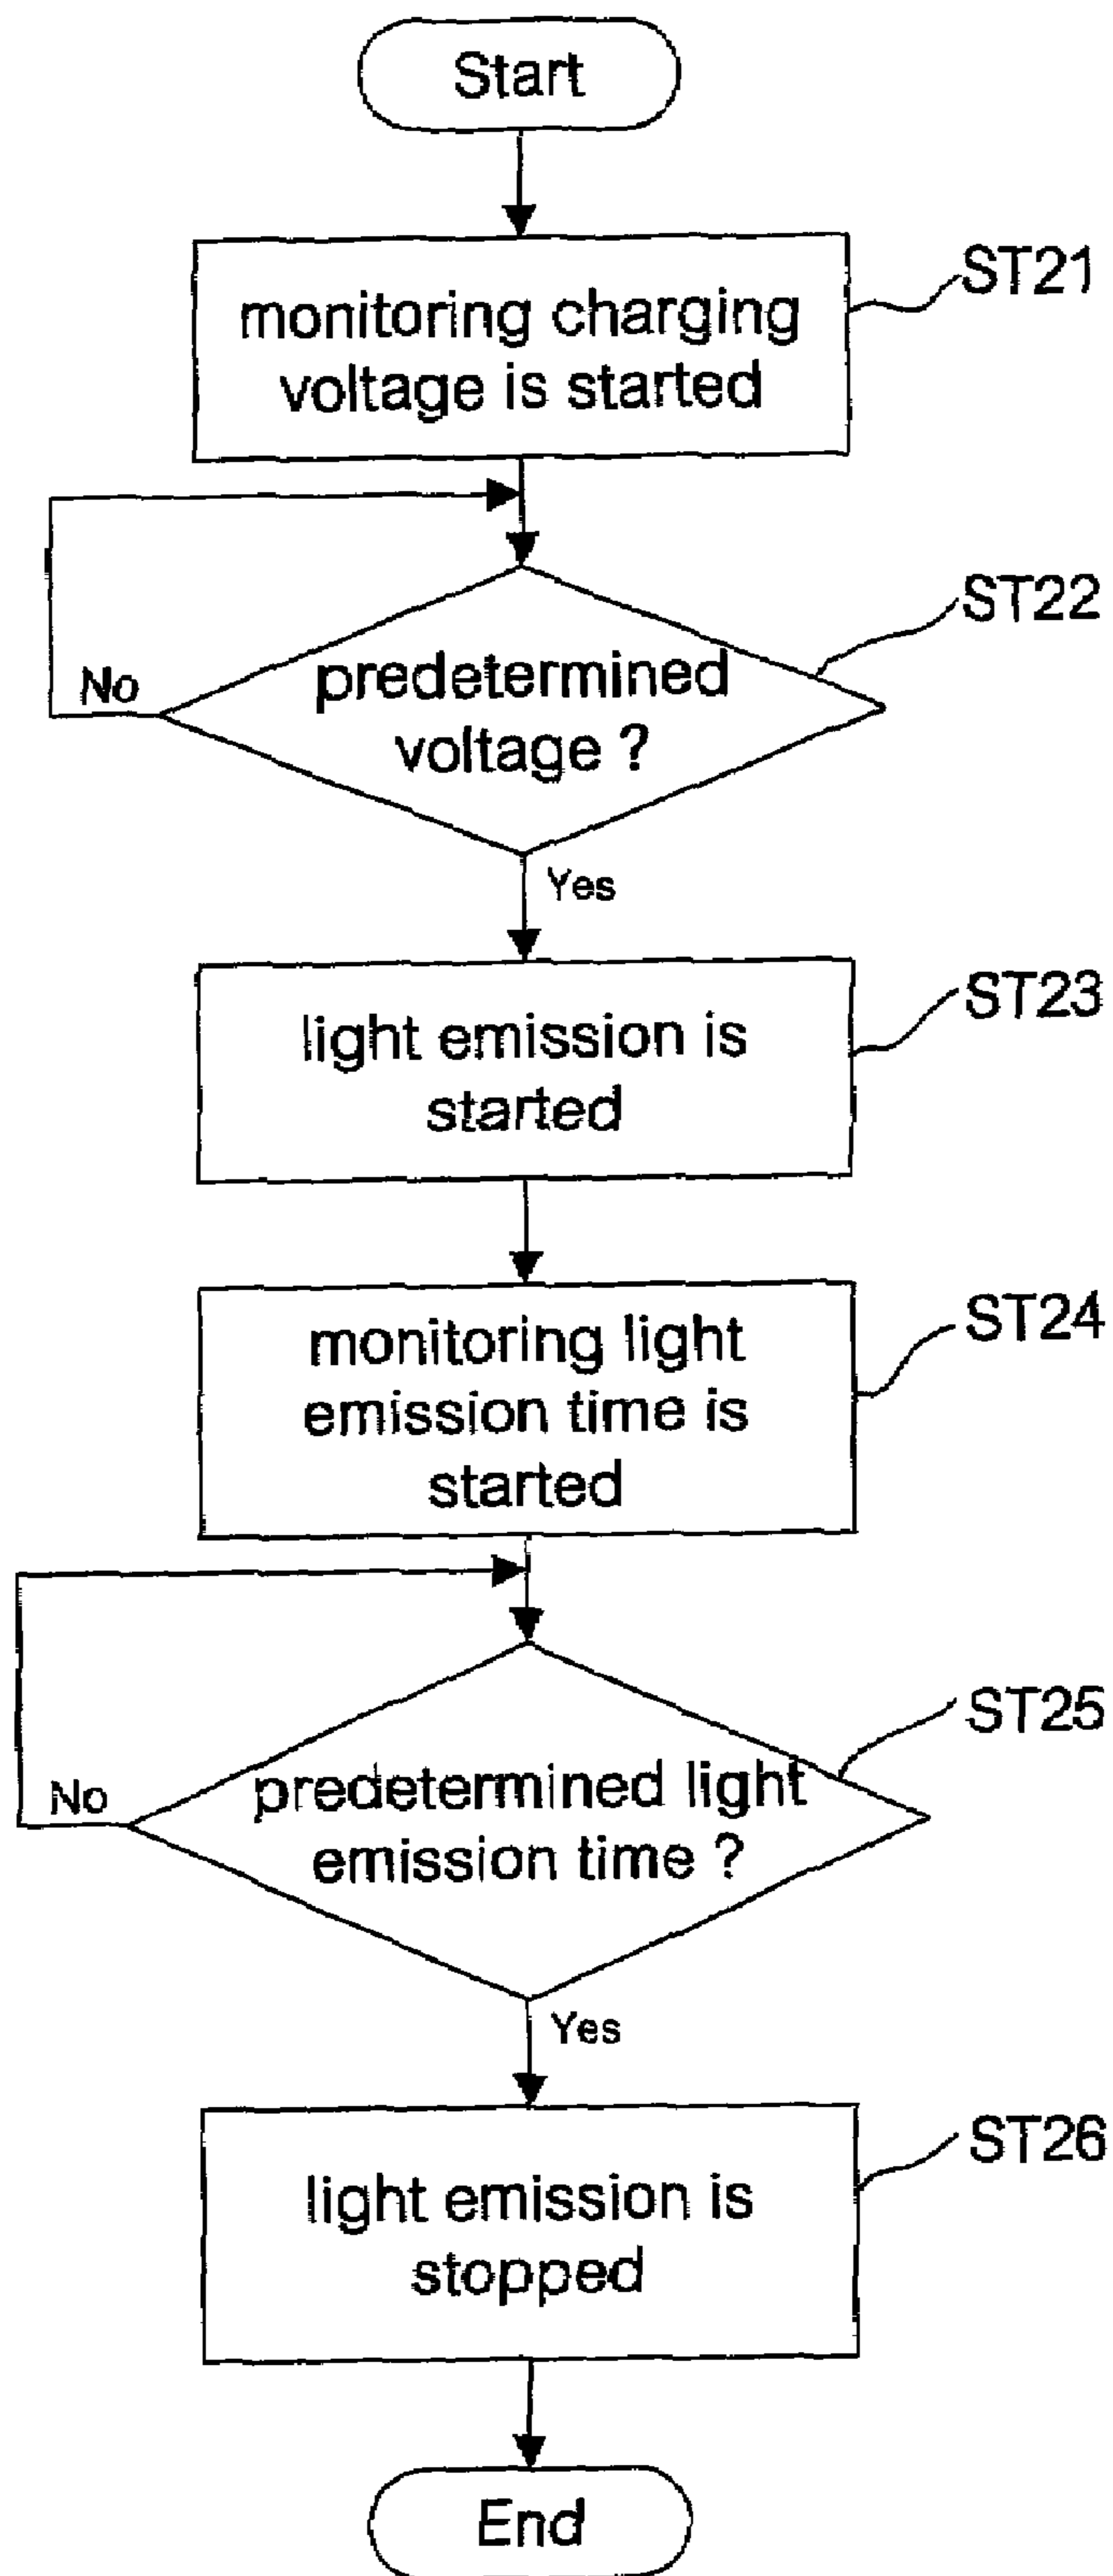 Start
monitoring charging
voltage is started
ST21
predetermined
voltage ?
ST22
No
Yes
light emission is
started
ST23
monitoring light
emission time is
started
ST24
predetermined light
emission time ?
ST25
No
Yes
light emission is
stopped
ST26
End